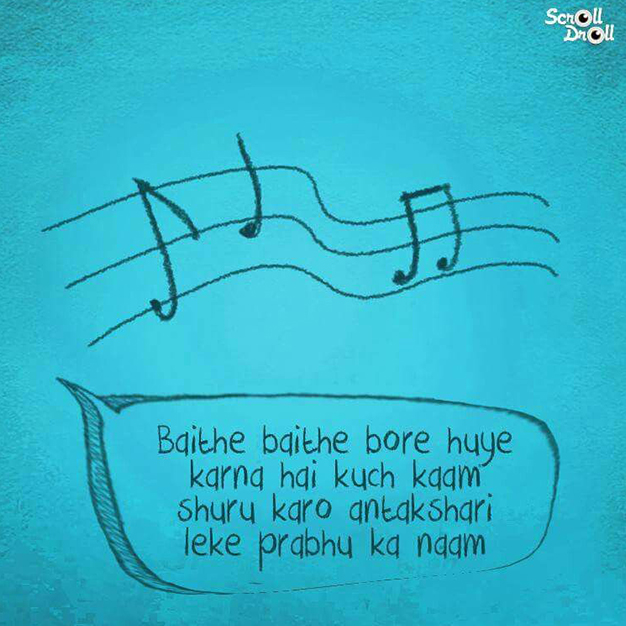 Scroll
Droll
Baithe baithe bore huye
karna hai kuch kaam
shuru karo antakshari
leke prabhu ka naam